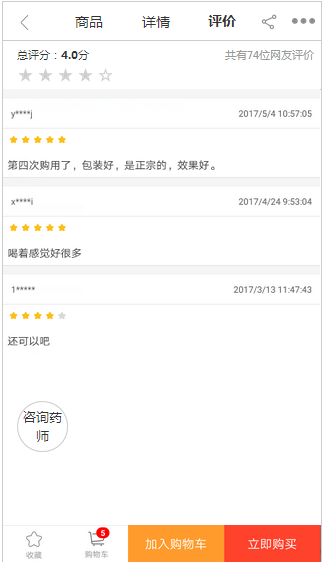 商品 详情 评价
总评分：4.0分 共有74位网友评价
y****j 2017/5/4 10:57:05
第四次购用了，包装好，是正宗的，效果好。
x****i 2017/4/24 9:53:04
喝着感觉好很多
1***** 2017/3/13 11:47:43
还可以吧
咨询药
师
5
收藏 购物车 加入购物车 立即购买